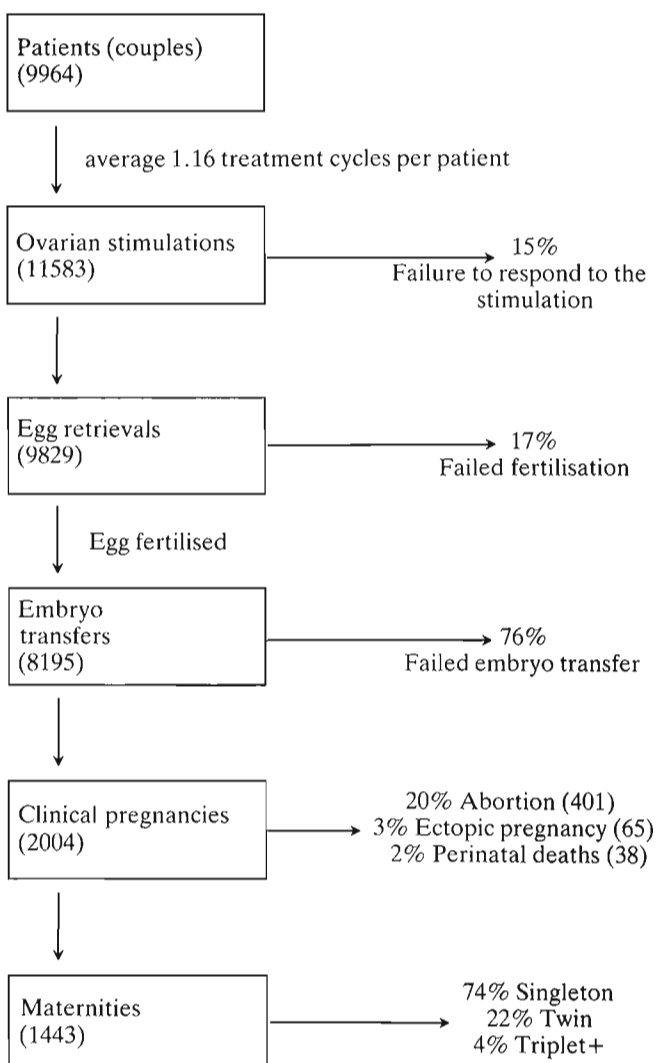 Patients (couples)
(9964)
average 1.16 treatment cycles per patient
Ovarian stimulations
(11583)
15%
Failure to respond to the
stimulation
Egg retrievals
(9829)
17%
Failed fertilisation
Egg fertilised
Embryo
transfers
(8195)
76%
Failed embryo transfer
Clinical pregnancies
(2004)
20% Abortion (401)
3% Ectopic pregnancy (65)
2% Perinatal deaths (38)
Maternities
(1443)
74% Singleton
22% Twin
4% Triplet+